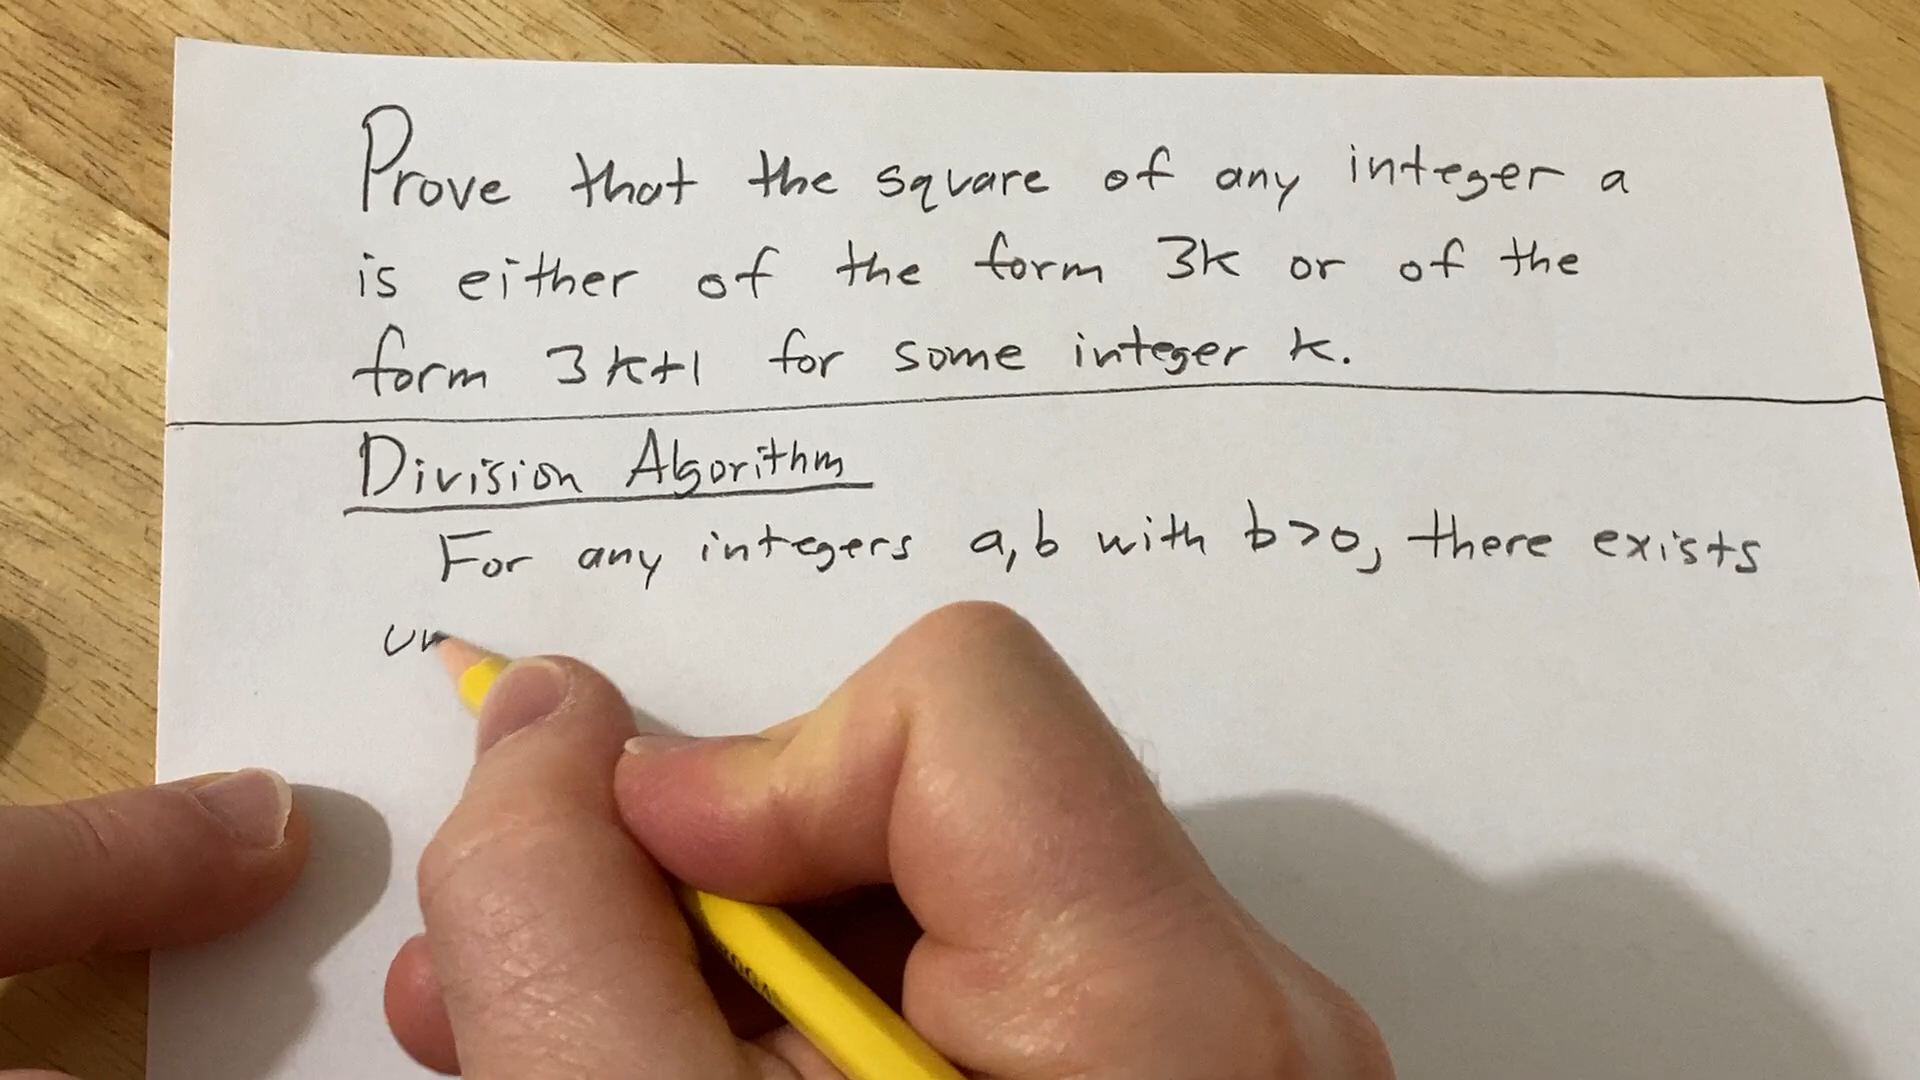 Prove that the square of any integer a
is either of the form 3k or of the
form 3k+1 for some integer k.
Division Algorithm
For any integers a,b with b>0, there exists
un